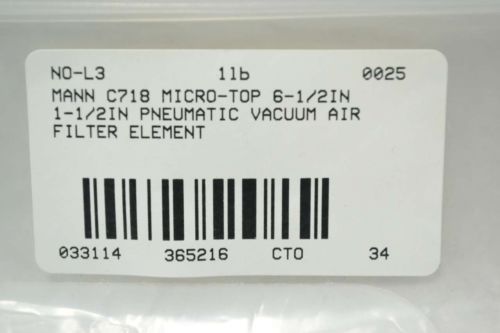 NO-L3 1lb 0025
MANN C718 MICRO-TOP 6-1/2IN
1-1/2IN PNEUMATIC VACUUM AIR
FILTER ELEMENT
033114 365216 CTO 34